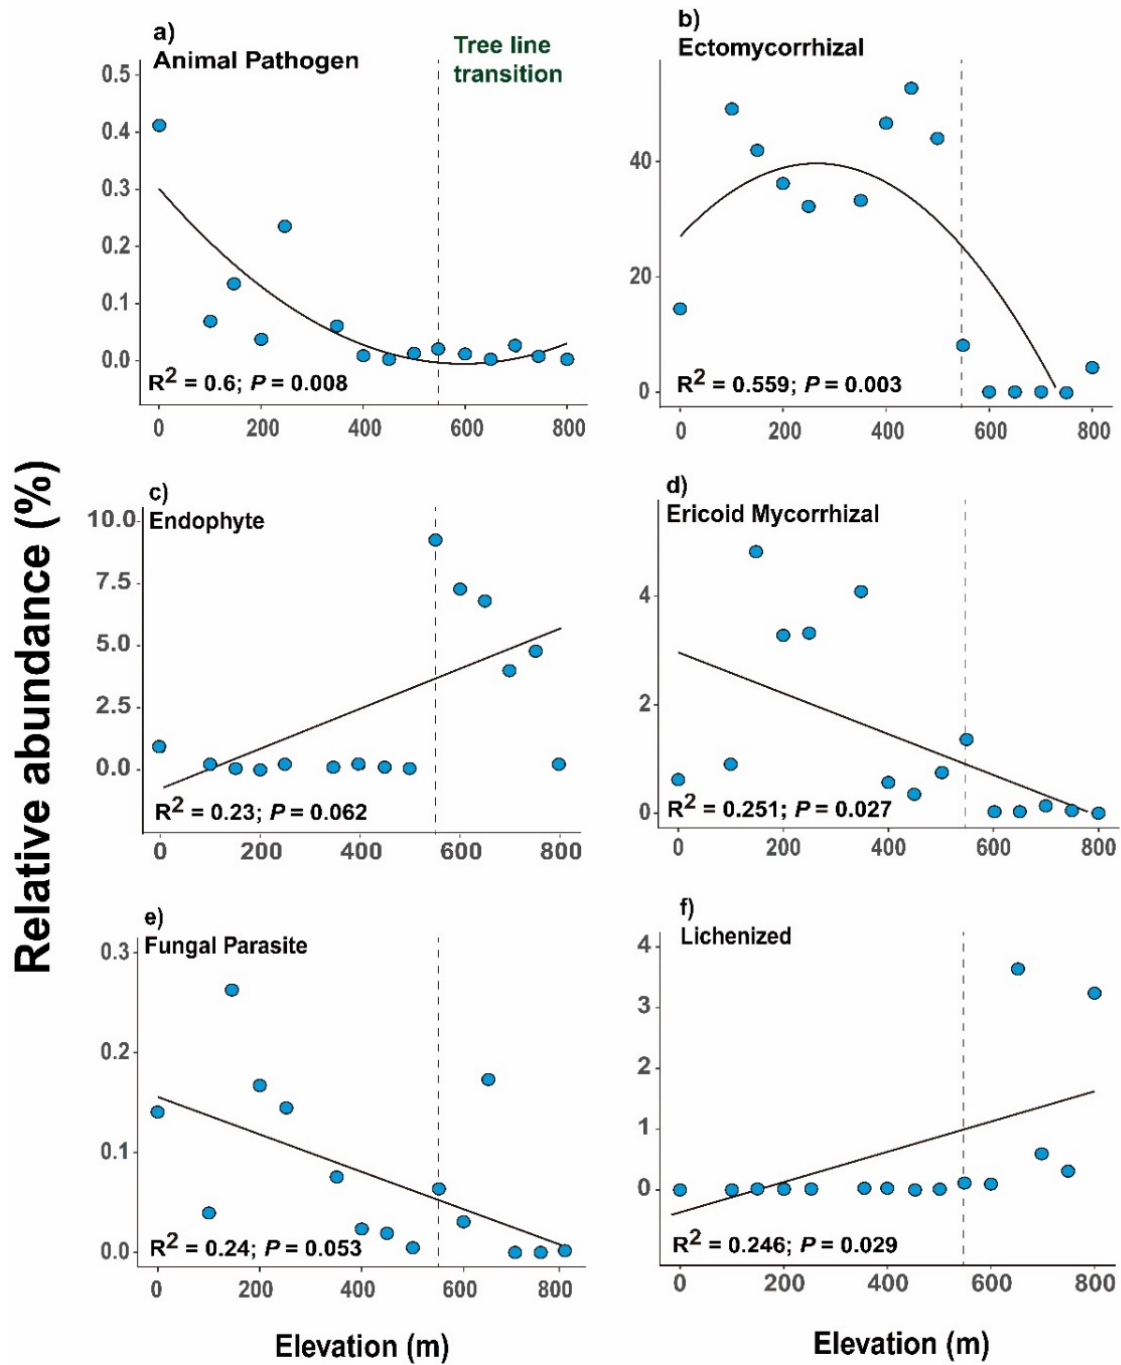 a)
Animal Pathogen
Tree line
transition
0.5
0.4
0.3
0.2
0.1
0.0
R² = 0.6; P = 0.008
0 200 400 600 800
b)
Ectomycorrhizal
40
20
0
R² = 0.559; P = 0.003
0 200 400 600 800
Relative abundance (%)
c)
Endophyte
10.0
7.5
5.0
2.5
0.0
R² = 0.23; P = 0.062
0 200 400 600 800
d)
Ericoid Mycorrhizal
4
2
0
R² = 0.251; P = 0.027
0 200 400 600 800
e)
Fungal Parasite
0.3
0.2
0.1
0.0
R² = 0.24; P = 0.053
0 200 400 600 800
Elevation (m)
f)
Lichenized
4
3
2
1
0
R² = 0.246; P = 0.029
0 200 400 600 800
Elevation (m)